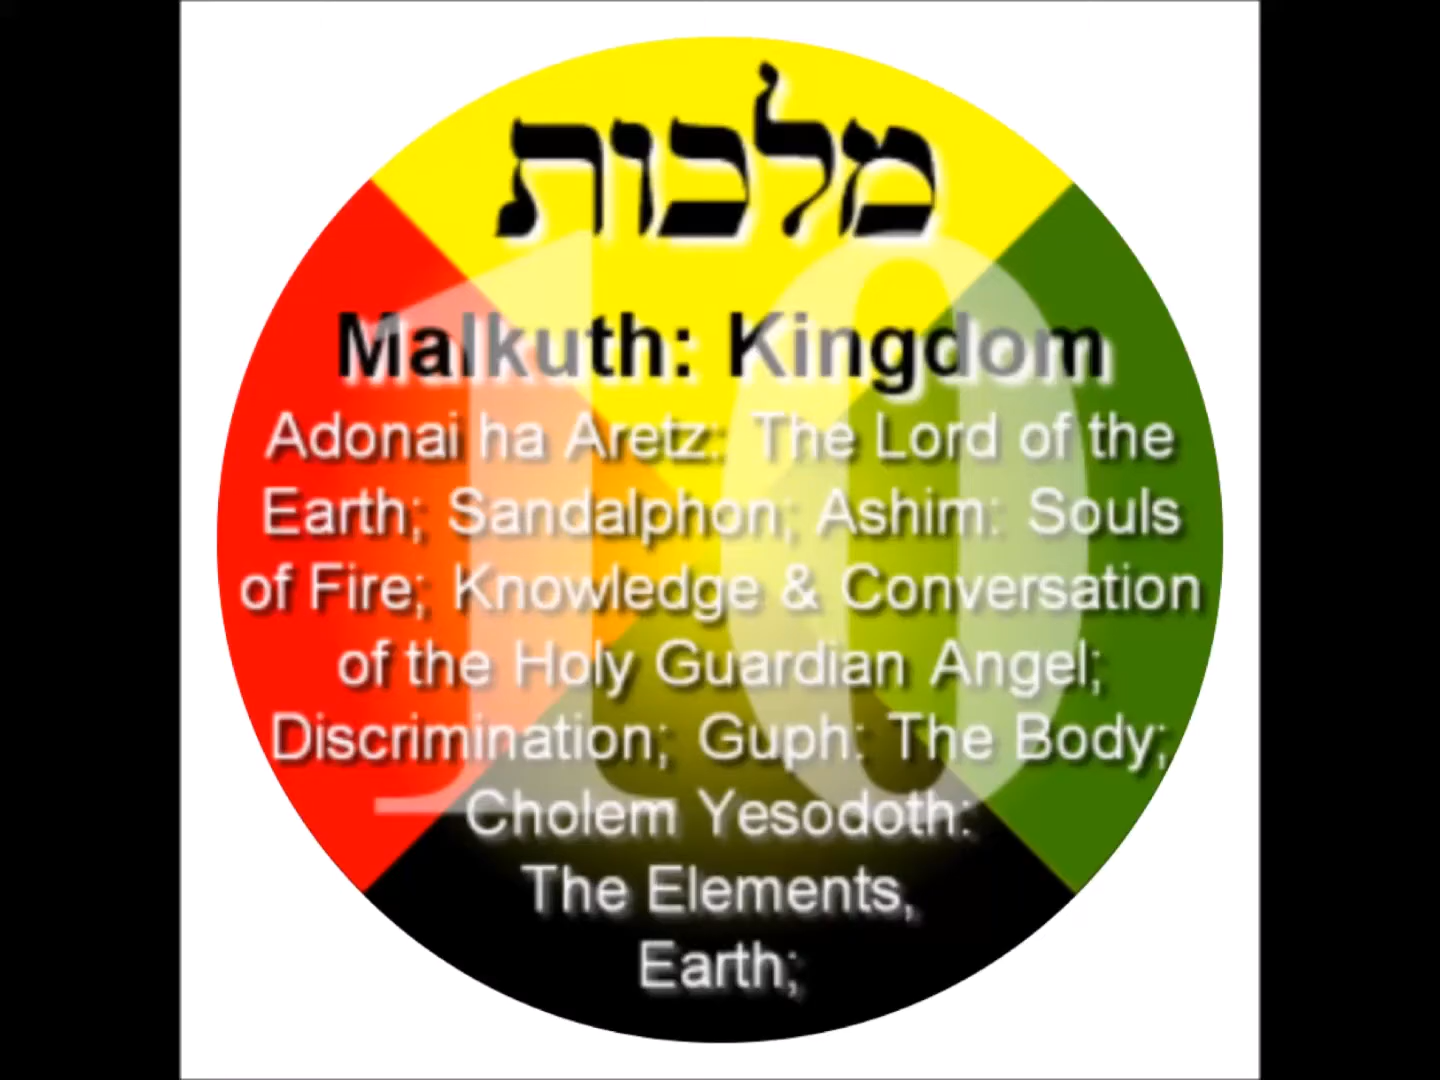 מלכות
10
Malkuth: Kingdom
Adonai ha Aretz: The Lord of the
Earth; Sandalphon; Ashim: Souls
of Fire; Knowledge & Conversation
of the Holy Guardian Angel;
Discrimination; Guph: The Body;
Cholem Yesodoth:
The Elements,
Earth;